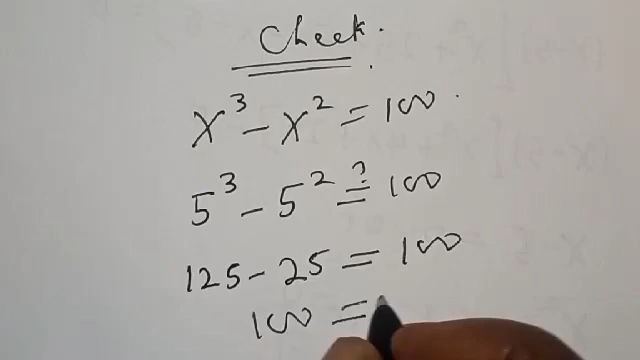 Check.
x³ - x² = 100.
5³ - 5² ≟ 100
125 - 25 = 100
100 =